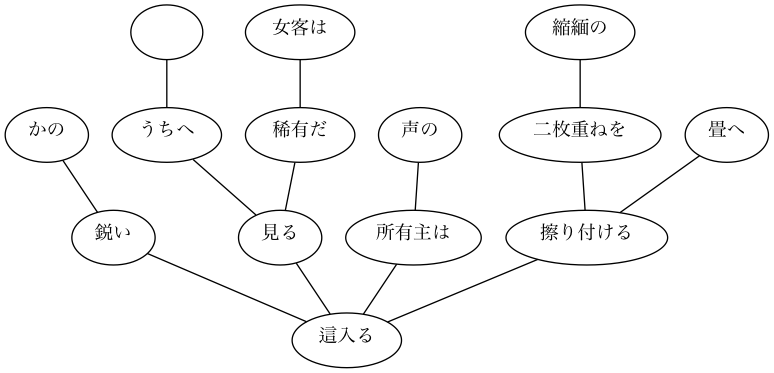 女客は
縮緬の
かの
うちへ
稀有だ
声の
二枚重ねを
畳へ
鋭い
見る
所有主は
擦り付ける
這入る